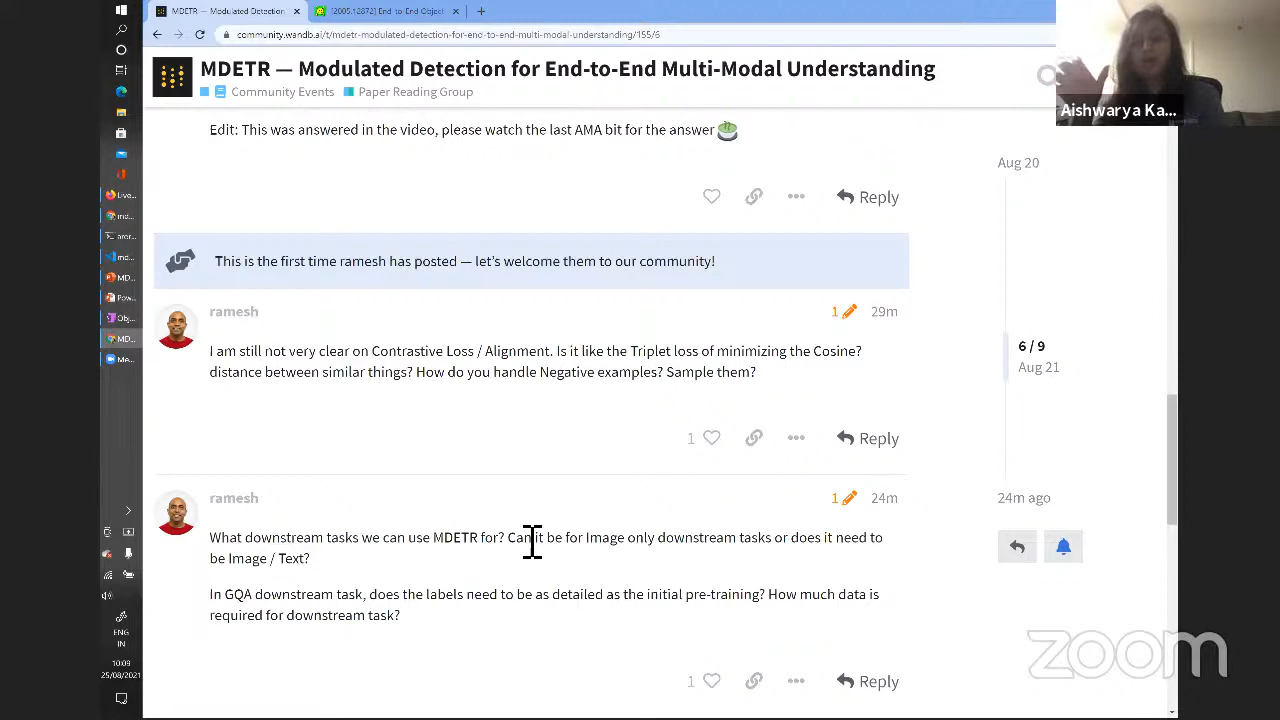 MDETR — Modulated Detection
[2005.12872] End-to-End Object
community.wandb.ai/t/mdetr-modulated-detection-for-end-to-end-multi-modal-understanding/155/6
MDETR — Modulated Detection for End-to-End Multi-Modal Understanding
Community Events Paper Reading Group
Aishwarya Ka...
Edit: This was answered in the video, please watch the last AMA bit for the answer
Aug 20
Reply
This is the first time ramesh has posted — let's welcome them to our community!
ramesh 1 29m
I am still not very clear on Contrastive Loss / Alignment. Is it like the Triplet loss of minimizing the Cosine?
distance between similar things? How do you handle Negative examples? Sample them?
6 / 9
Aug 21
1 Reply
ramesh 1 24m
24m ago
What downstream tasks we can use MDETR for? Can it be for Image only downstream tasks or does it need to
be Image / Text?
In GQA downstream task, does the labels need to be as detailed as the initial pre-training? How much data is
required for downstream task?
1 Reply
Live...
md...
aror...
md...
MD...
Pow...
Obj...
MD...
Me...
ENG
IN
10:09
25/08/2021
zoom